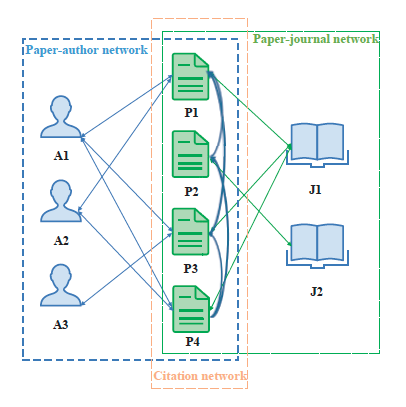 Paper-journal network
Paper-author network
P1
A1
J1
P2
A2
P3
J2
A3
P4
Citation network